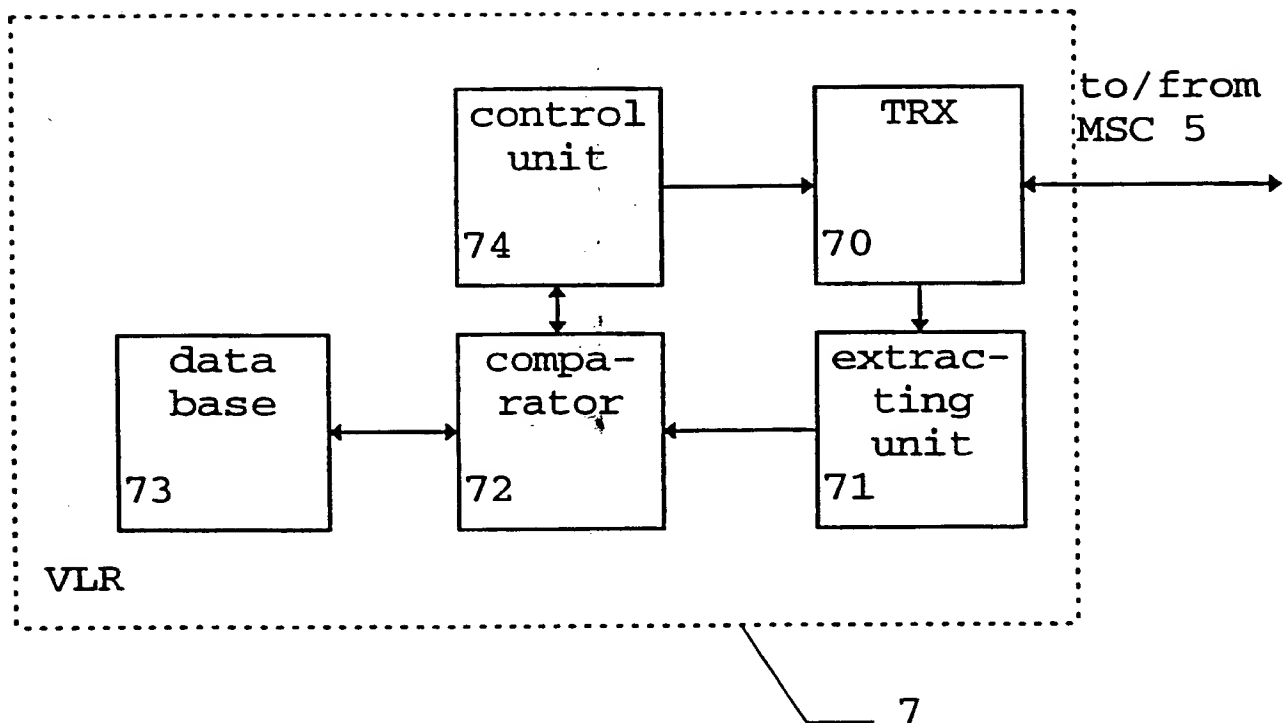 control
unit
74
TRX
70
to/from
MSC 5
data
base
73
compa-
rator
72
extrac-
ting
unit
71
VLR
7